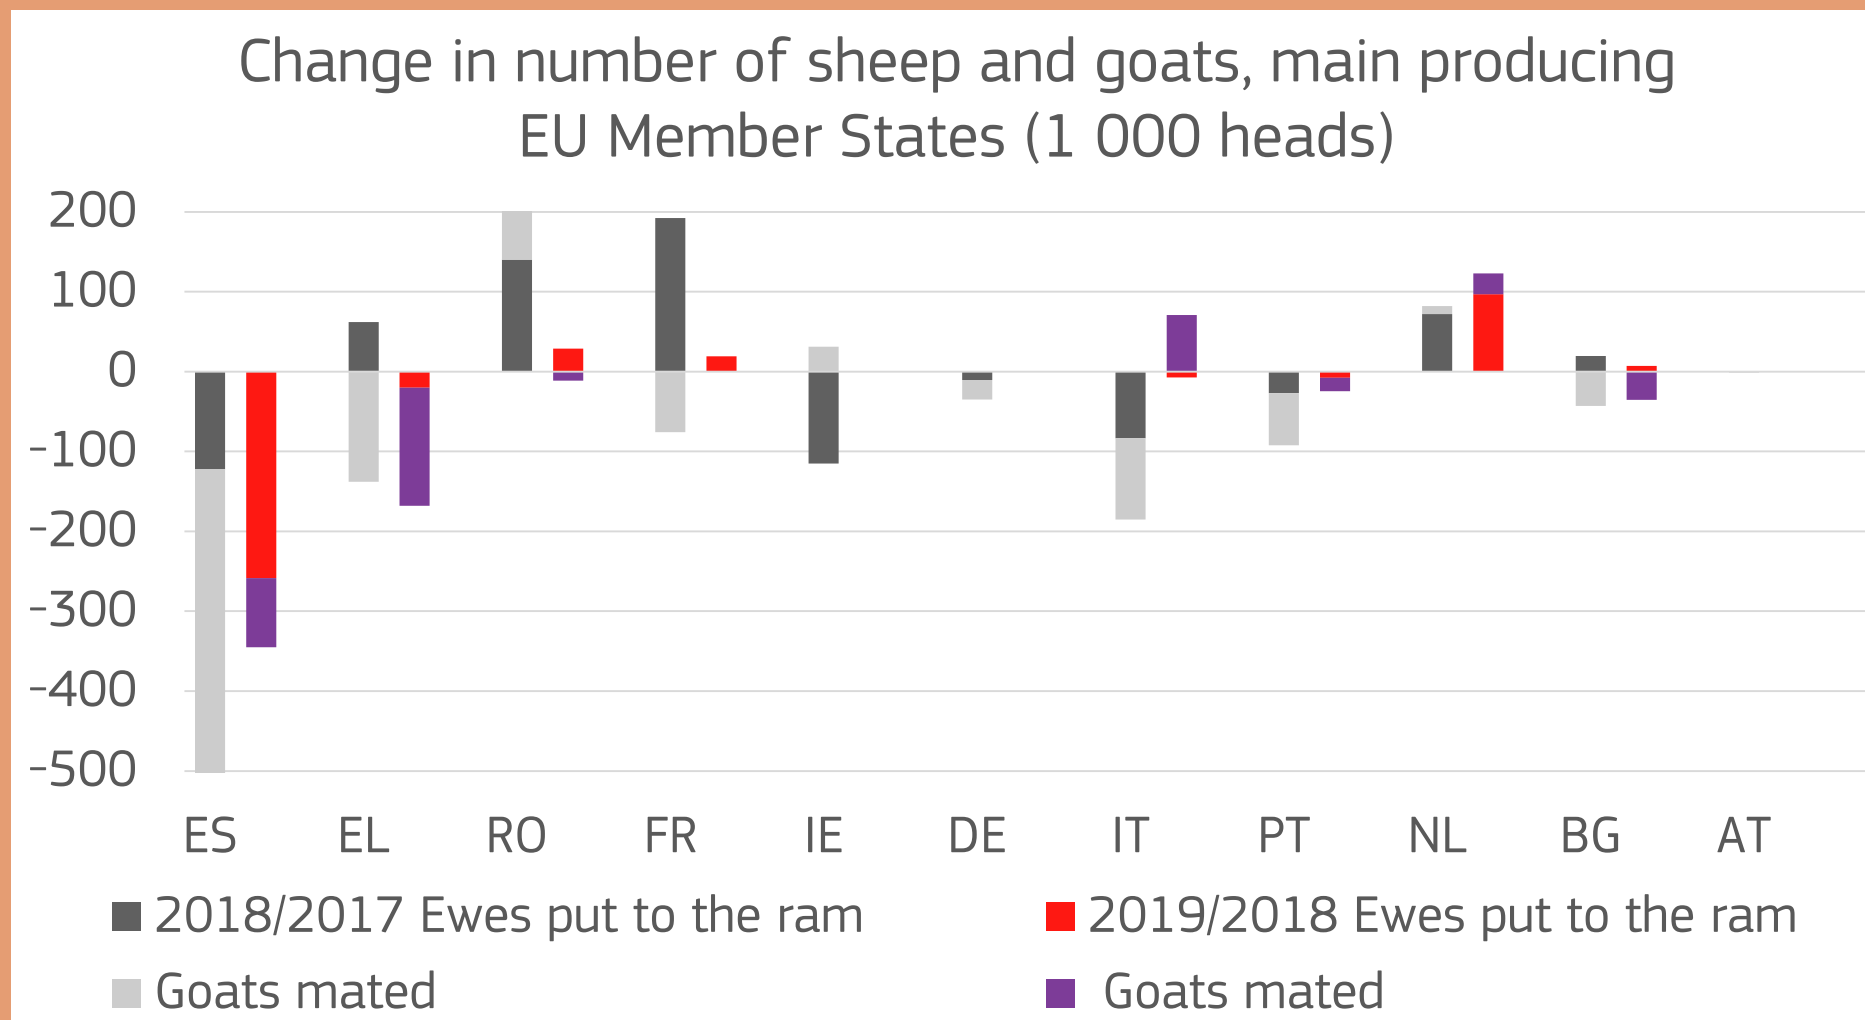 Change in number of sheep and goats, main producing
EU Member States (1 000 heads)
200
100
0
-100
-200
-300
-400
-500
ES EL RO FR IE DE IT PT NL BG AT
2018/2017 Ewes put to the ram
2019/2018 Ewes put to the ram
Goats mated
Goats mated